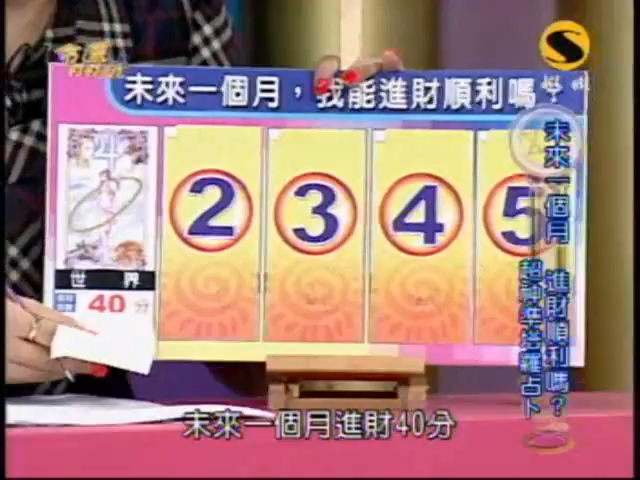 未來一個月，我能進財順利嗎
2
3
4
5
世界
40分
未來一個月 進財順利嗎？
超神準塔羅占卜
未來一個月進財40分